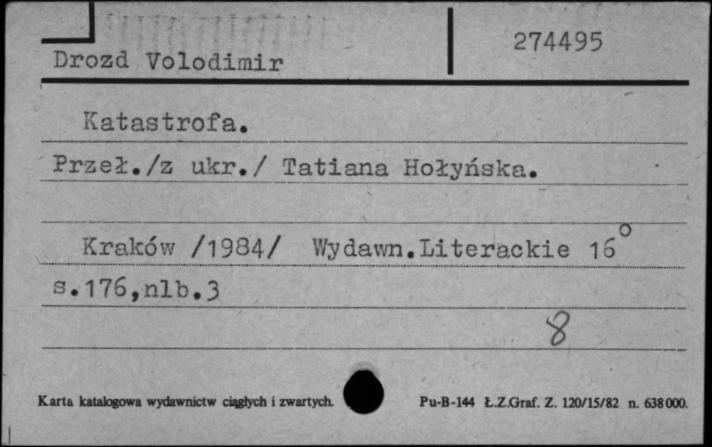 274495
Drozd Volodimir
Katastrofa.
Przeł./z ukr./ Tatiana Hołyńska.
Kraków /1984/ Wydawn.Literackie 16°
s.176,nlb.3
8
Karta katalogowa wydawnictw ciągłych i zwartych. Pu-B-144 Ł.Z.Graf. Z. 120/15/82 n. 638000.